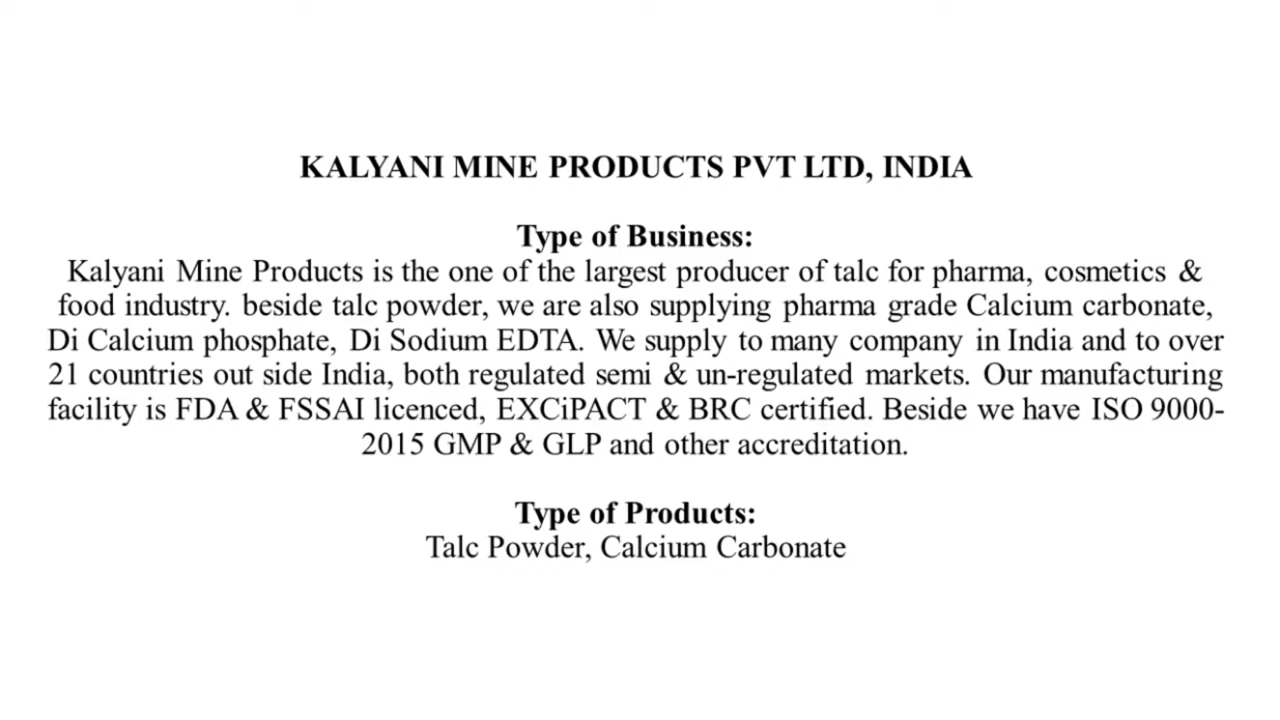 KALYANI MINE PRODUCTS PVT LTD, INDIA
Type of Business:
Kalyani Mine Products is the one of the largest producer of talc for pharma, cosmetics &
food industry. beside talc powder, we are also supplying pharma grade Calcium carbonate,
Di Calcium phosphate, Di Sodium EDTA. We supply to many company in India and to over
21 countries out side India, both regulated semi & un-regulated markets. Our manufacturing
facility is FDA & FSSAI licenced, EXCiPACT & BRC certified. Beside we have ISO 9000-
2015 GMP & GLP and other accreditation.
Type of Products:
Talc Powder, Calcium Carbonate